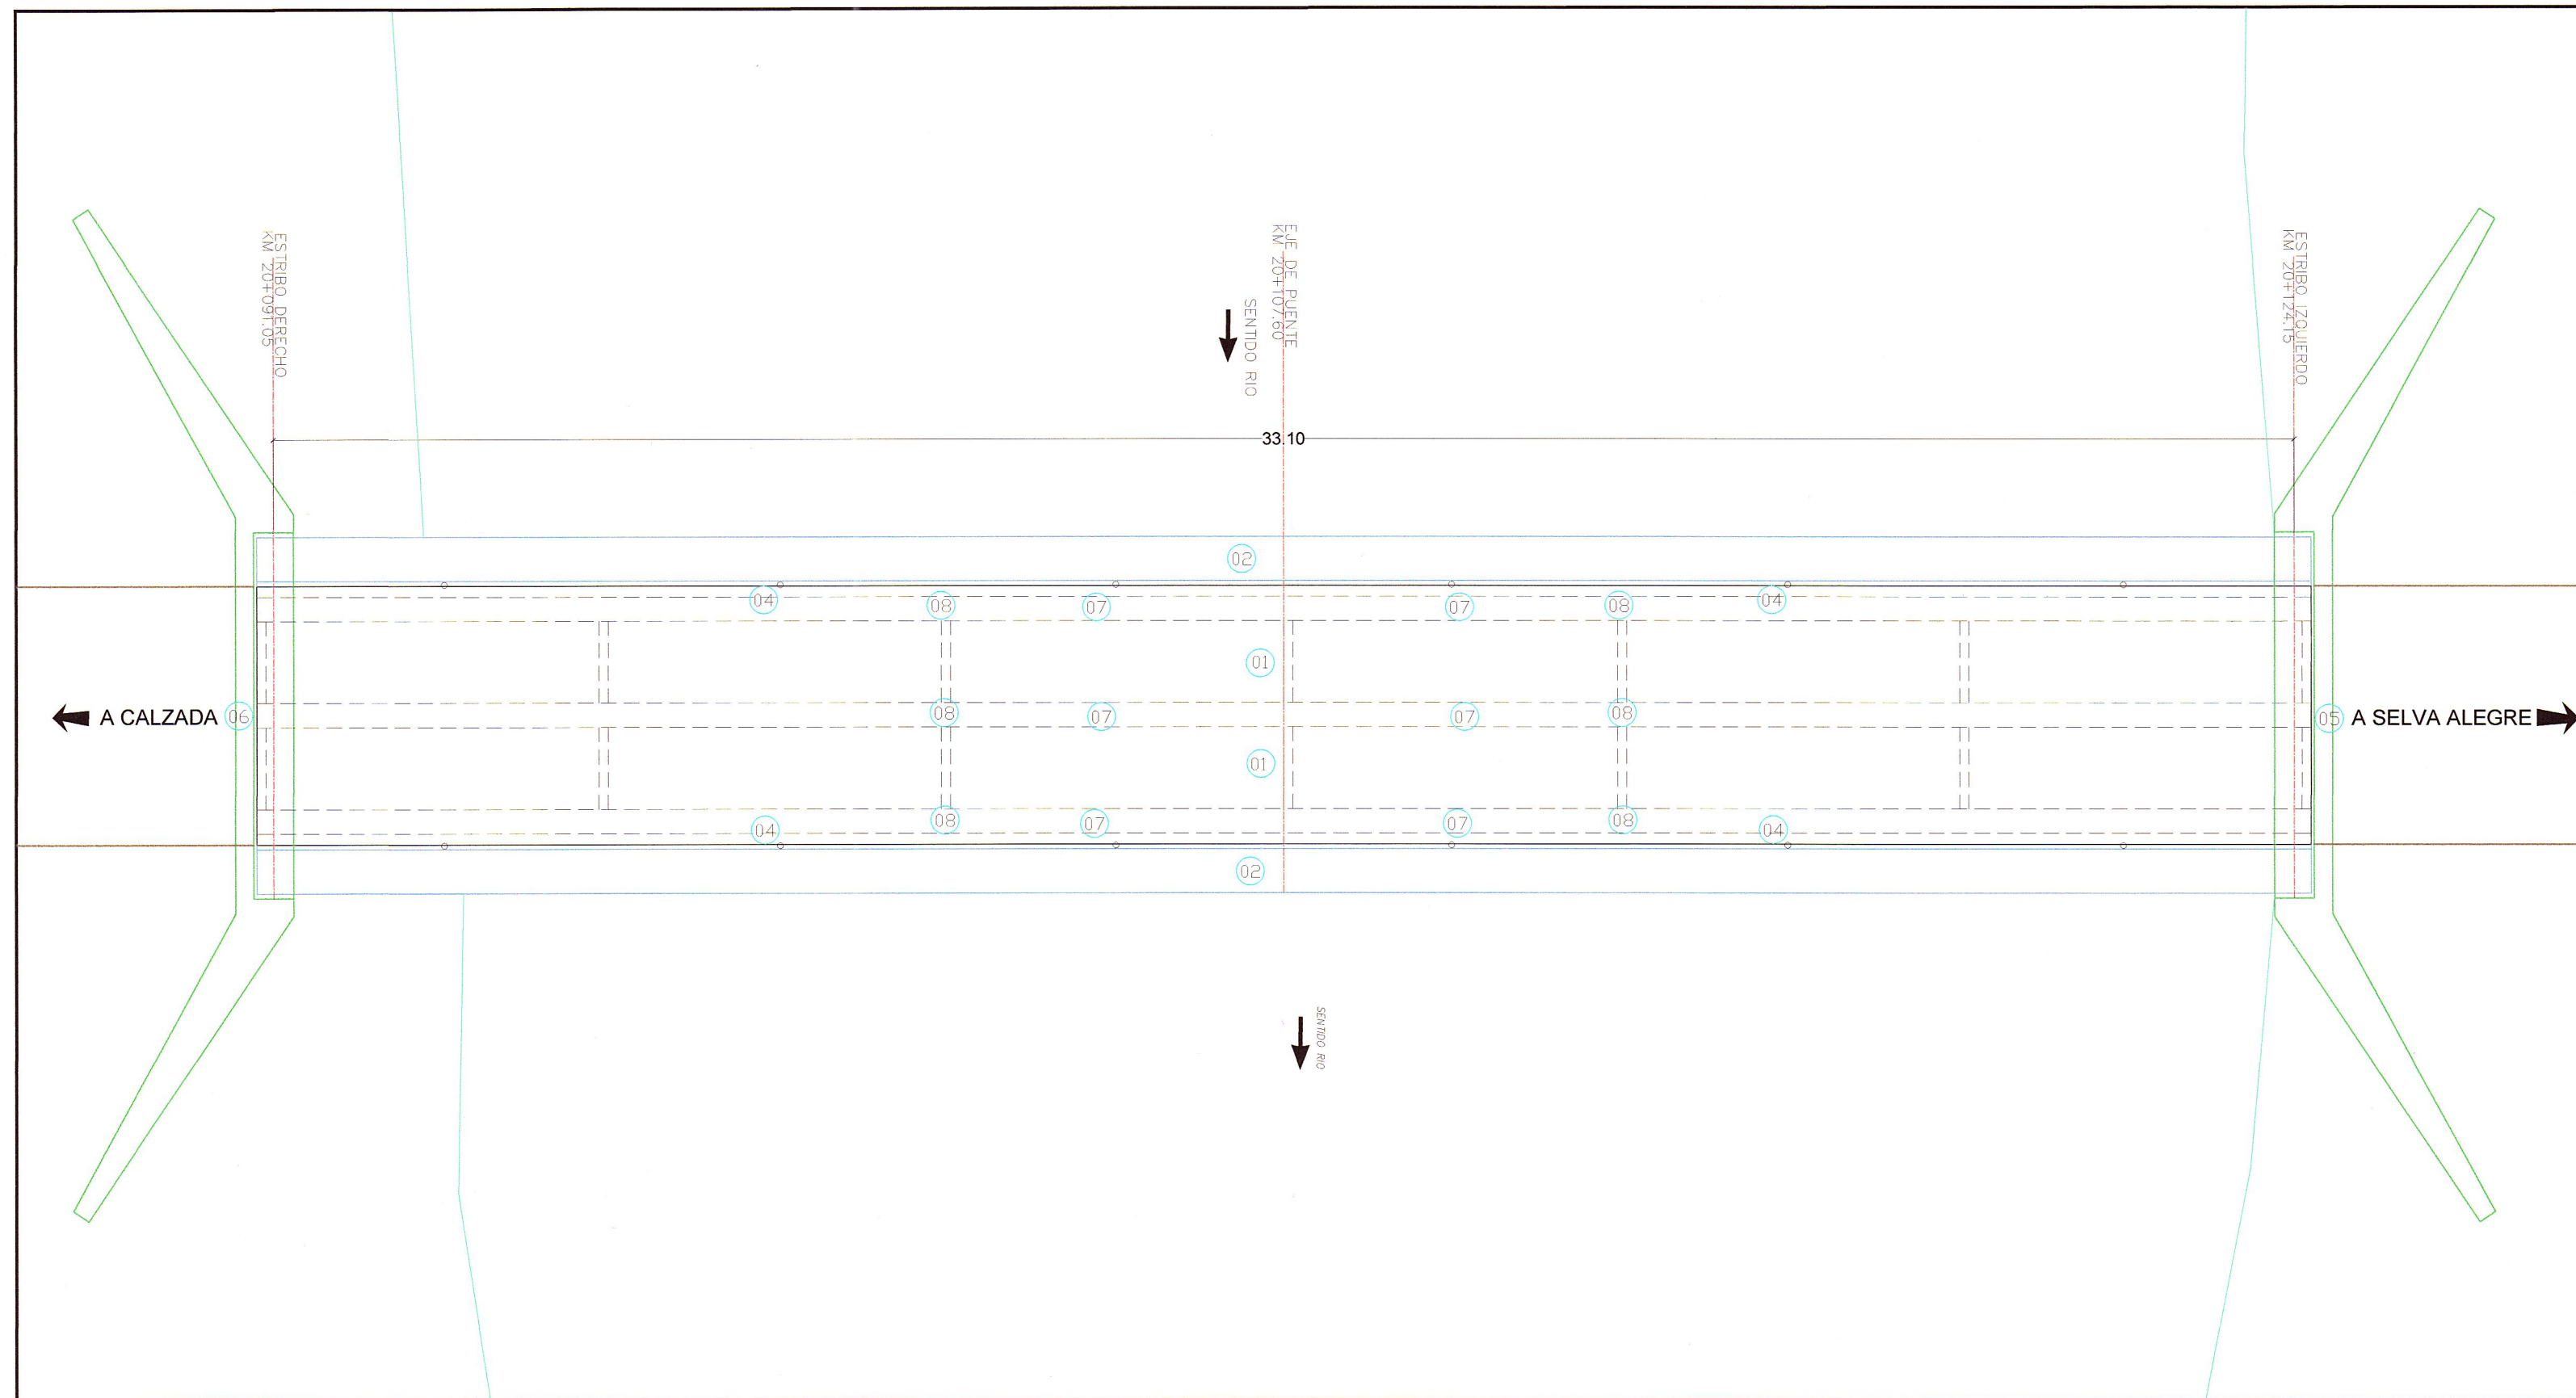 ESTRIBO DERECHO
KM 20+091.05
EJE DE PUENTE
KM 20+107.60
SENTIDO RIO
ESTRIBO IZQUIERDO
KM 20+124.15
33.10
02
04
08
07
07
08
04
01
A CALZADA
06
08
07
07
08
05
A SELVA ALEGRE
01
04
08
07
07
08
04
02
SENTIDO RIO